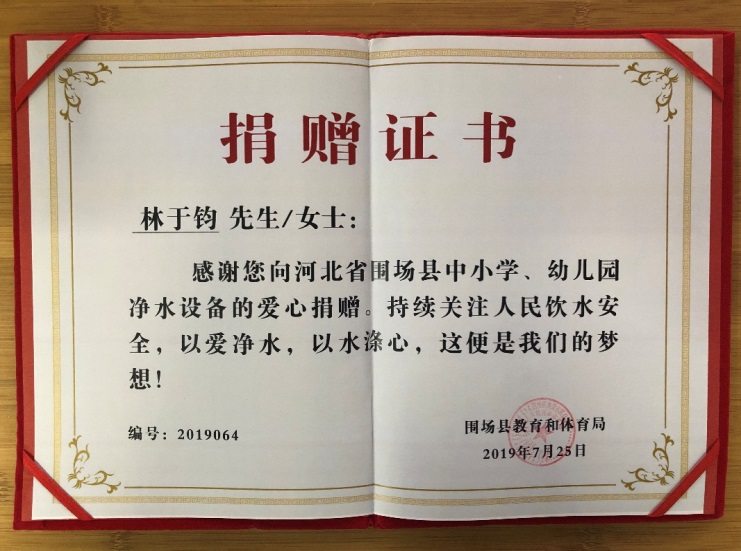 捐赠证书
林于钧 先生/女士：
感谢您向河北省围场县中小学、幼儿园
净水设备的爱心捐赠。持续关注人民饮水安
全，以爱净水，以水涤心，这便是我们的梦
想！
编号：2019064
围场县教育和体育局
2019年7月25日